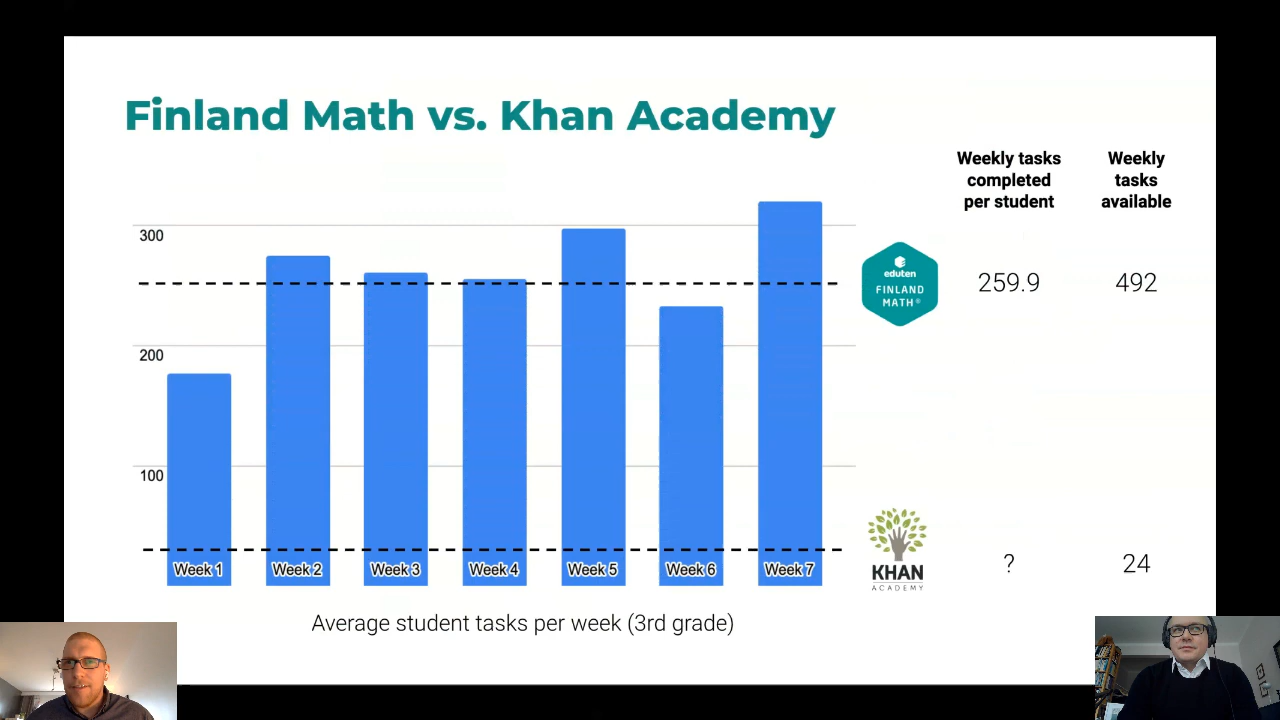 Finland Math vs. Khan Academy
Weekly tasks
completed
per student
Weekly
tasks
available
300
200
100
Week 1
Week 2
Week 3
Week 4
Week 5
Week 6
Week 7
eduten
FINLAND
MATH®
259.9
492
KHAN
ACADEMY
?
24
Average student tasks per week (3rd grade)